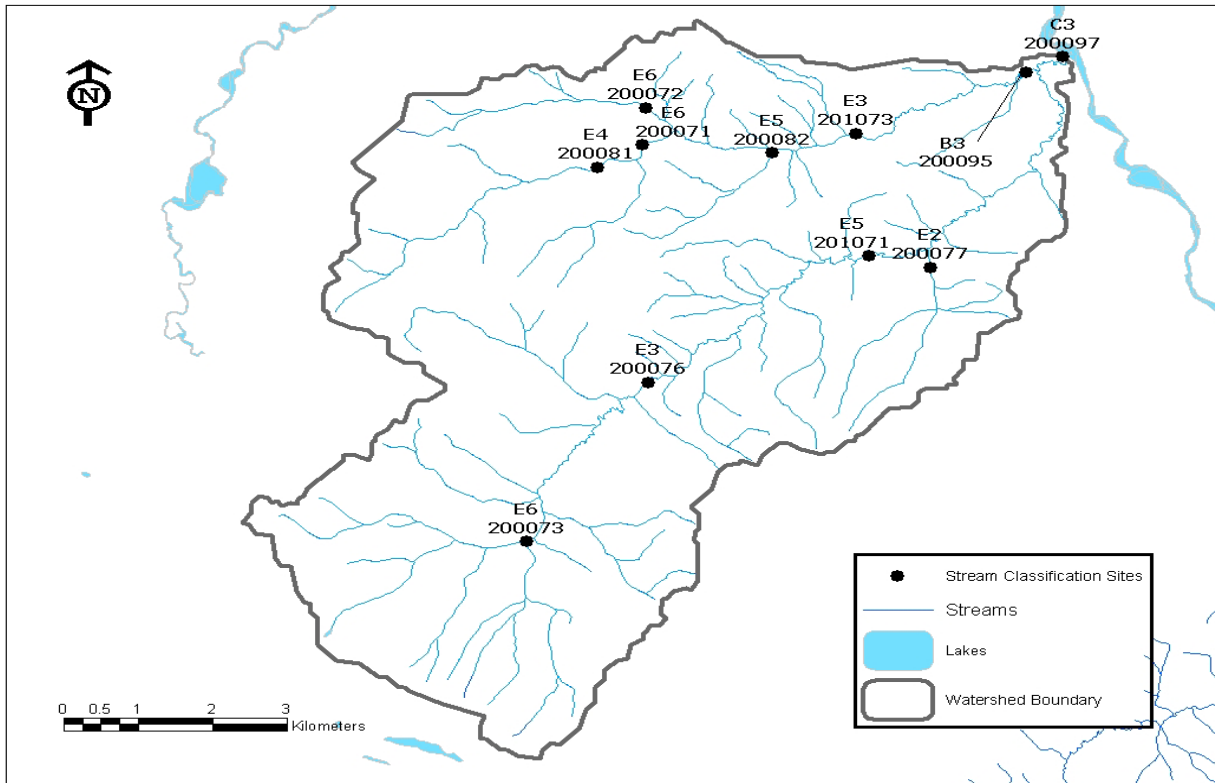 C3
200097
N
E6
200072
E6
200071
E3
201073
E5
200082
E4
200081
B3
200095
E5
201071
E2
200077
E3
200076
E6
200073
Stream Classification Sites
Streams
Lakes
Watershed Boundary
0 0.5 1 2 3
Kilometers